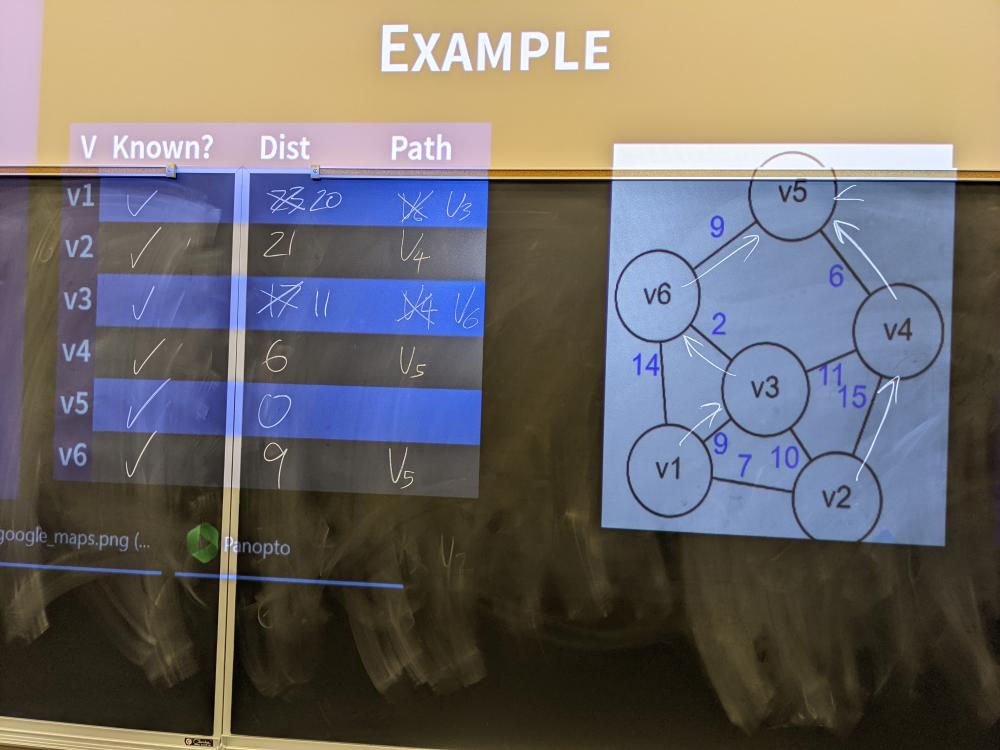 EXAMPLE
V Known? Dist Path
v1 ✓ 23 20 V6 V3
v2 ✓ 21 V4
v3 ✓ 17 11 V4 V6
v4 ✓ 6 V5
v5 ✓ 0
v6 ✓ 9 V5
google_maps.png (...
Panopto
V2
v5
9
6
v6
v4
2
14
v3
11
15
9
v1
7
10
v2